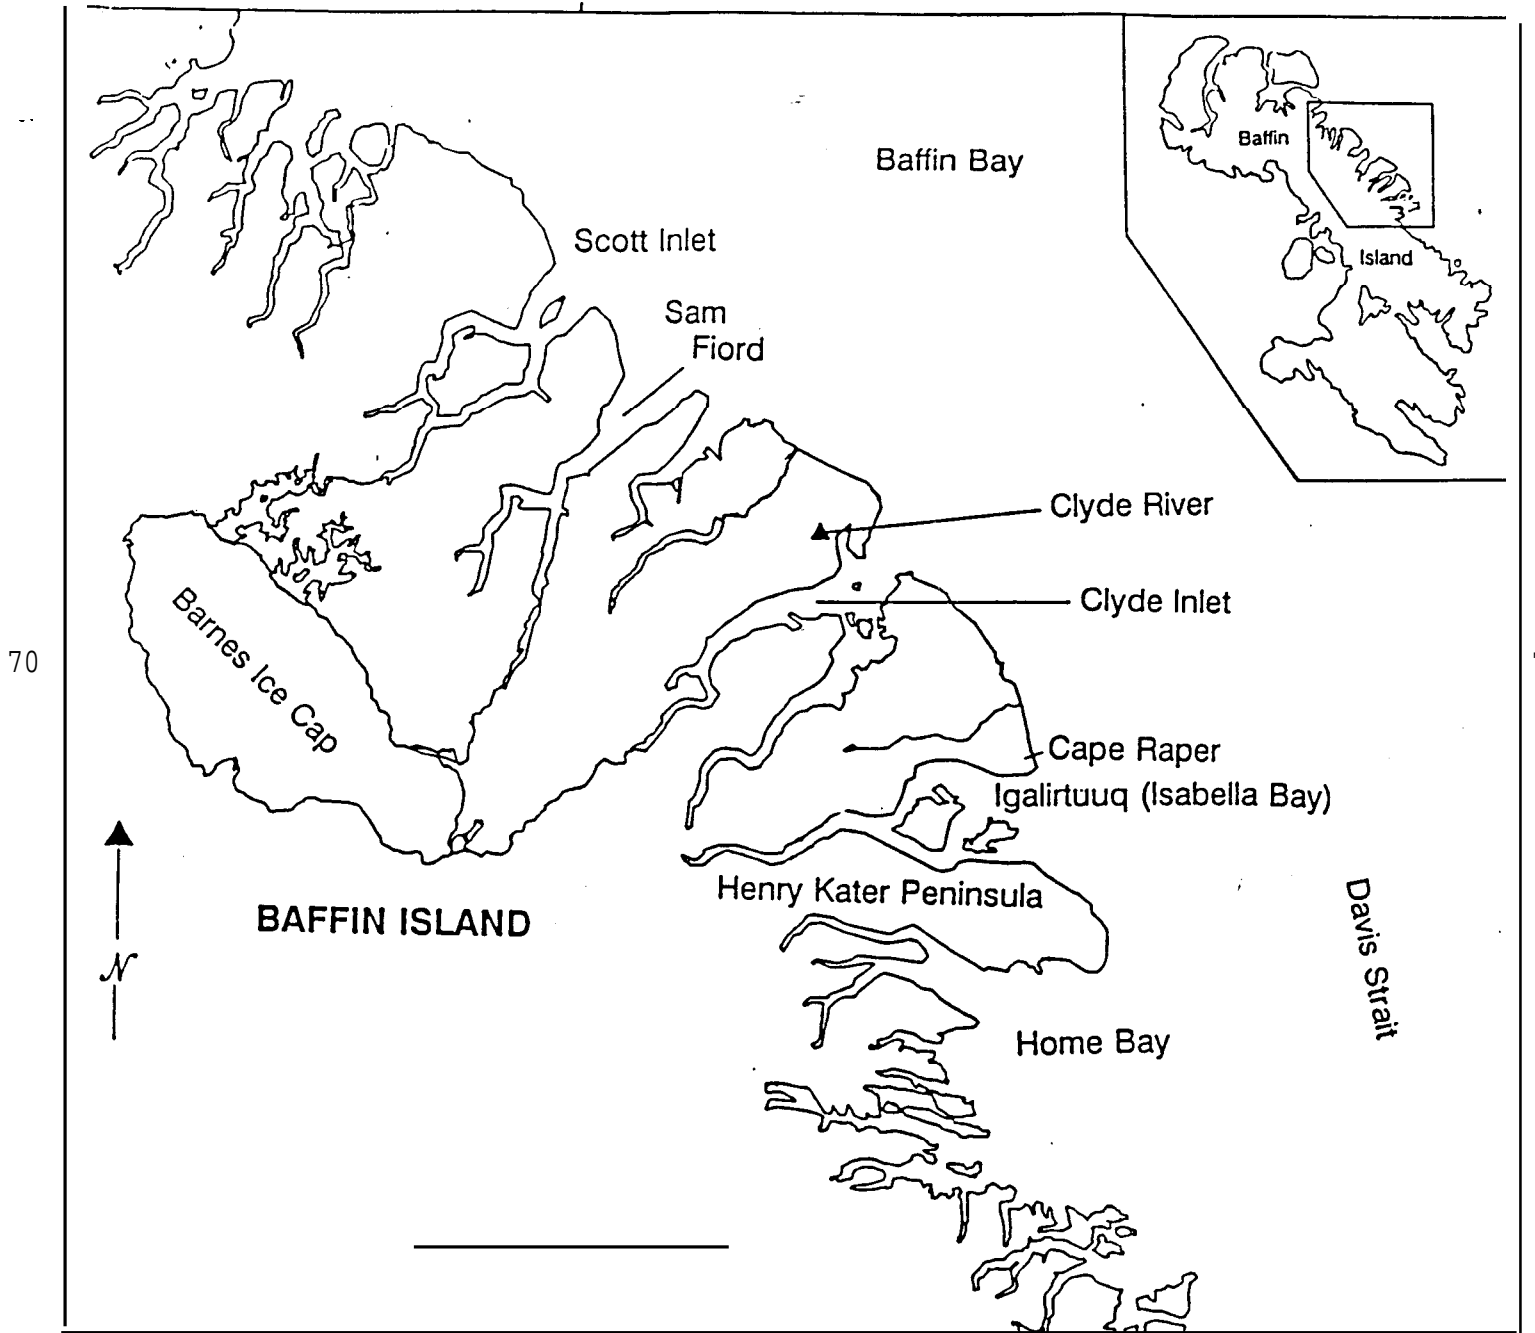 Baffin
Baffin Bay
Scott Inlet
Island
Sam
Fiord
Clyde River
Clyde Inlet
Barnes Ice Cap
70
Cape Raper
Igalirtuuq (Isabella Bay)
Henry Kater Peninsula
BAFFIN ISLAND
Davis Strait
N
Home Bay